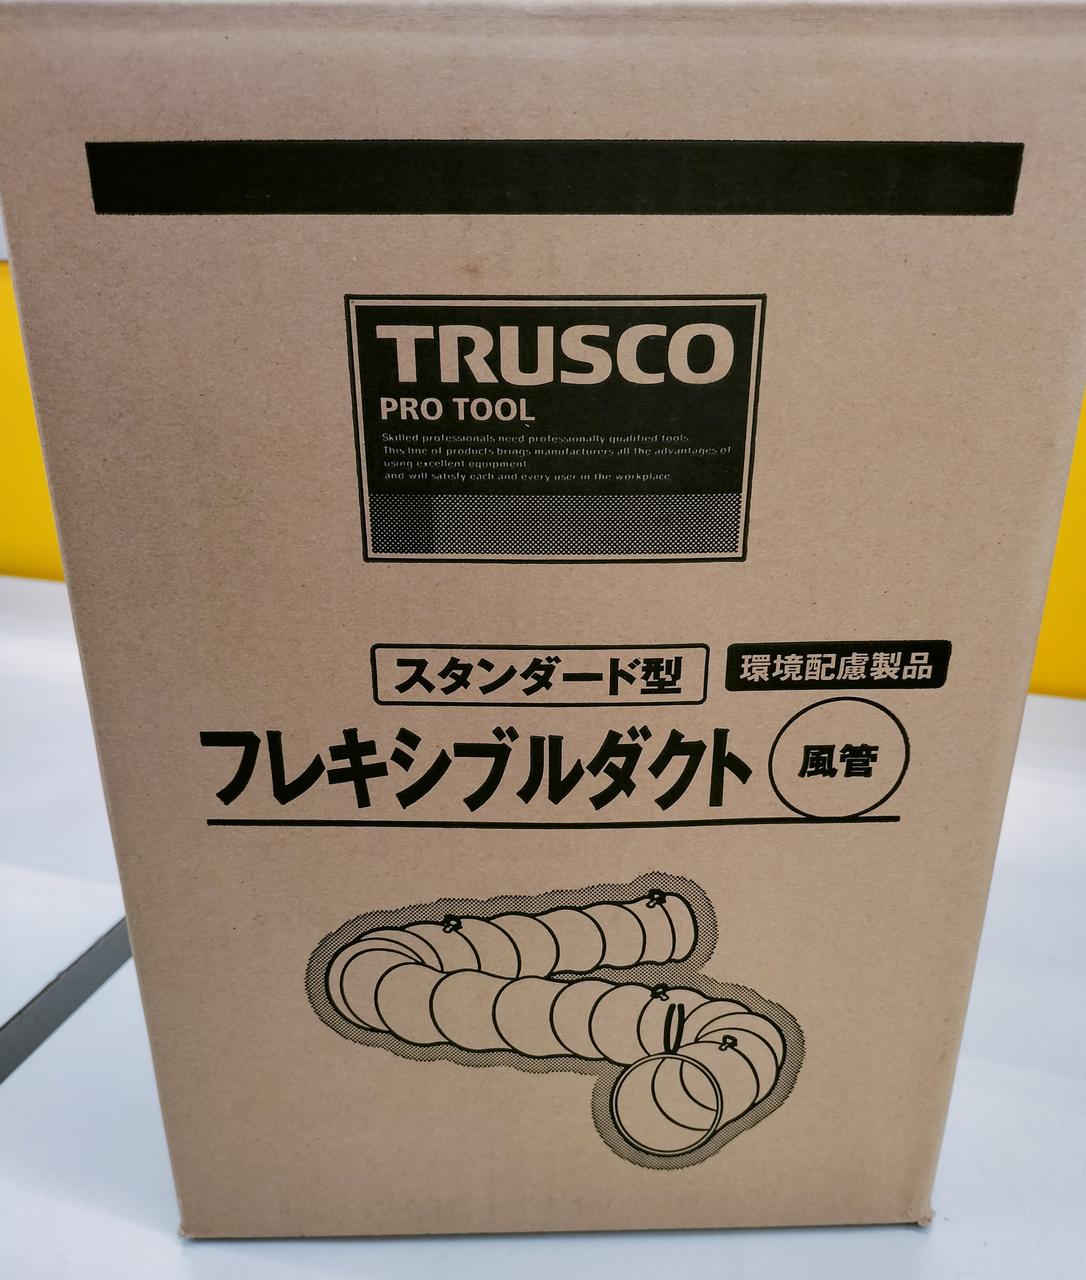 TRUSCO
PRO TOOL
Skilled professionals need professionally qualified tools.
This line of products brings manufacturers all the advantages of
using excellent equipment.
and will satisfy each and every user in the workplace
スタンダード型 環境配慮製品
フレキシブルダクト 風管